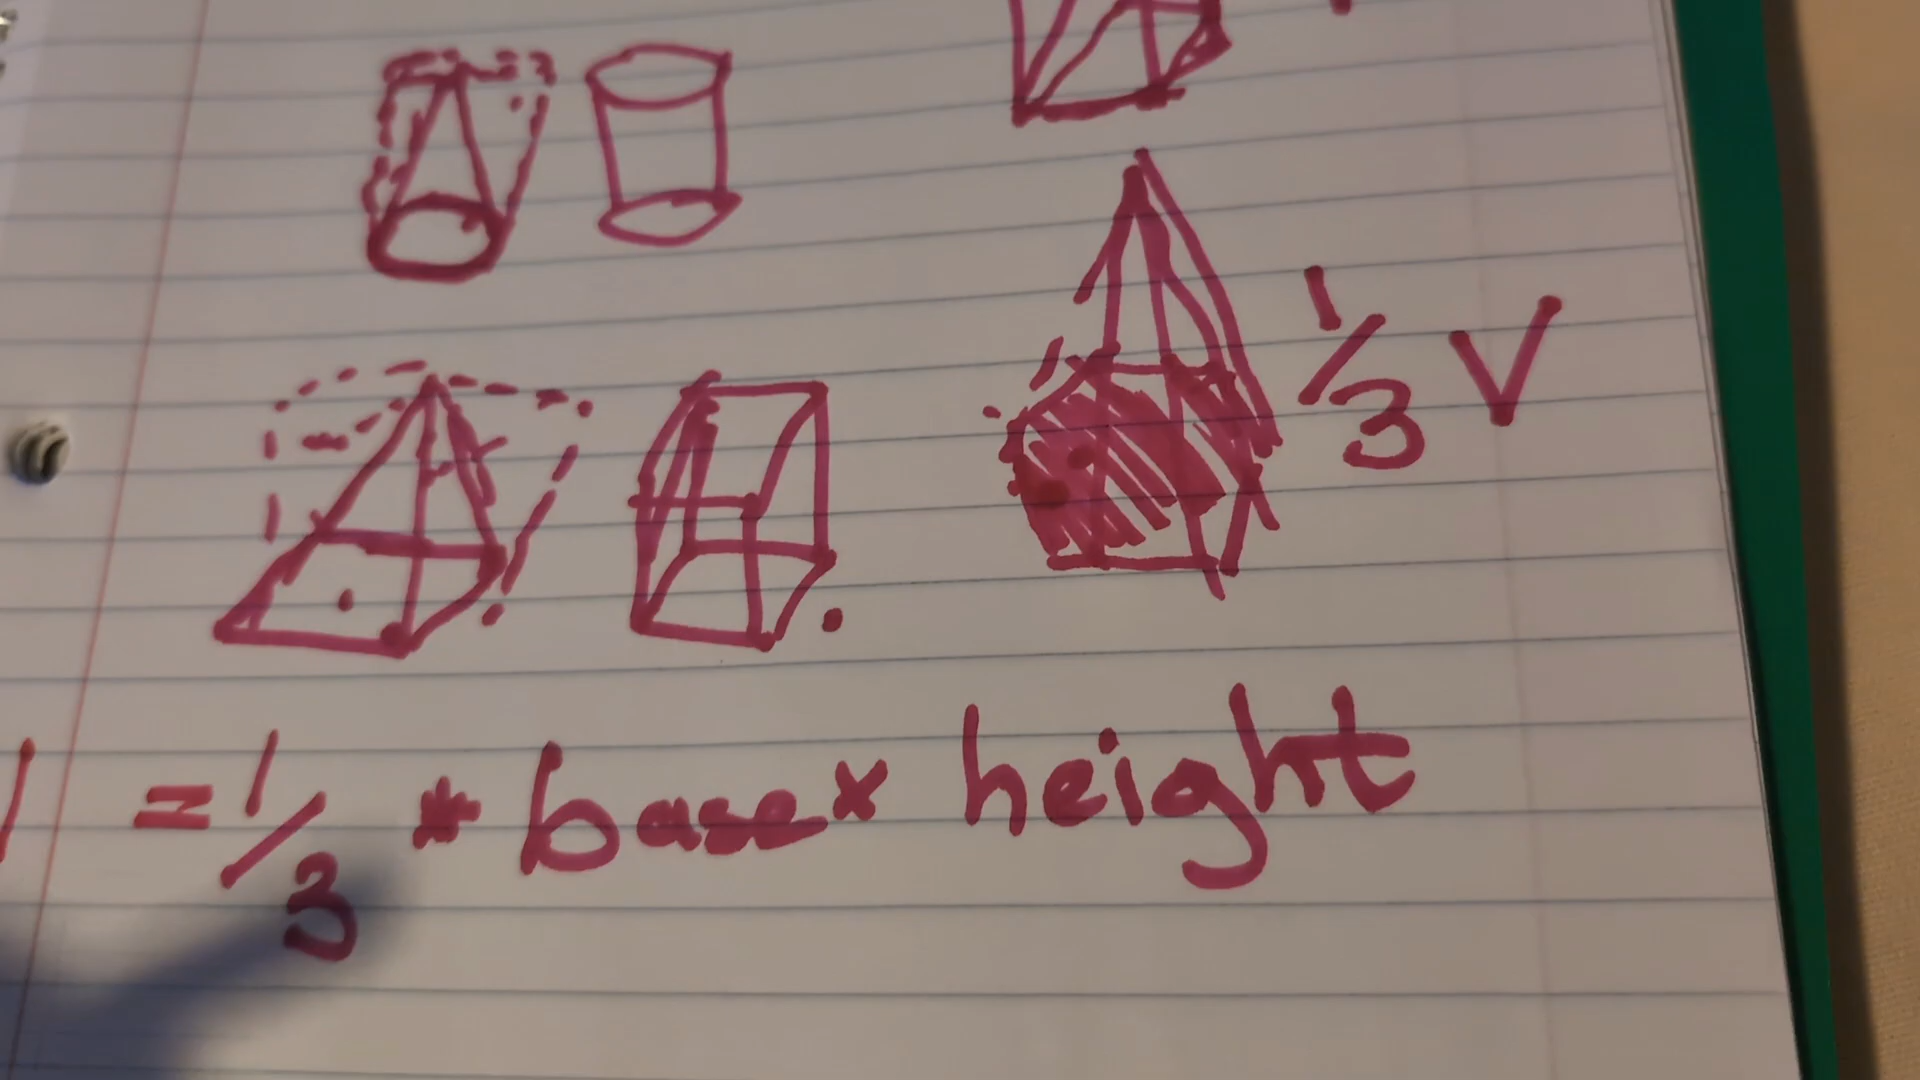 1/3 V
= 1/3 * base x height